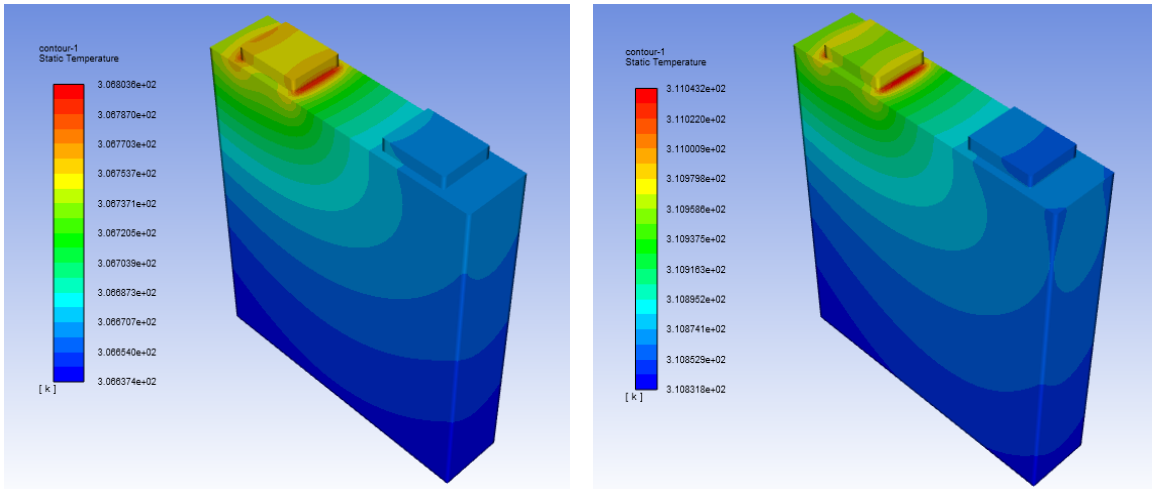 contour-1
Static Temperature
3.068036e+02
3.067870e+02
3.067703e+02
3.067537e+02
3.067371e+02
3.067205e+02
3.067039e+02
3.066873e+02
3.066707e+02
3.066540e+02
3.066374e+02
[ k ]
contour-1
Static Temperature
3.110432e+02
3.110220e+02
3.110009e+02
3.109798e+02
3.109586e+02
3.109375e+02
3.109163e+02
3.108952e+02
3.108741e+02
3.108529e+02
3.108318e+02
[ k ]